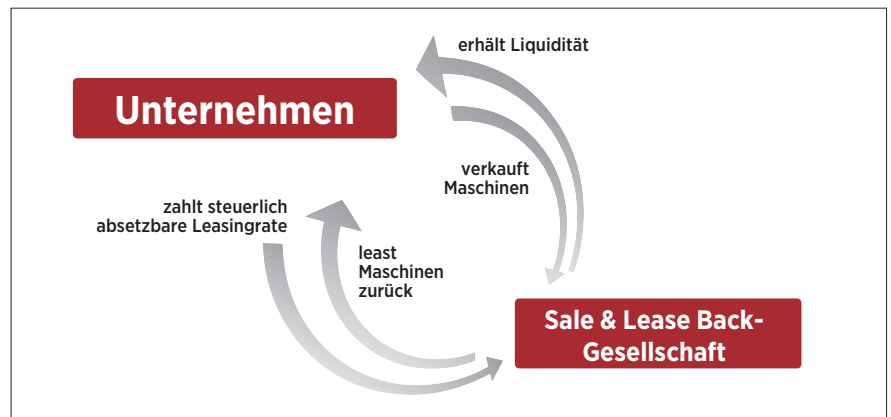 erhält Liquidität
Unternehmen
verkauft
Maschinen
zahlt steuerlich
absetzbare Leasingrate
least
Maschinen
zurück
Sale & Lease Back-
Gesellschaft